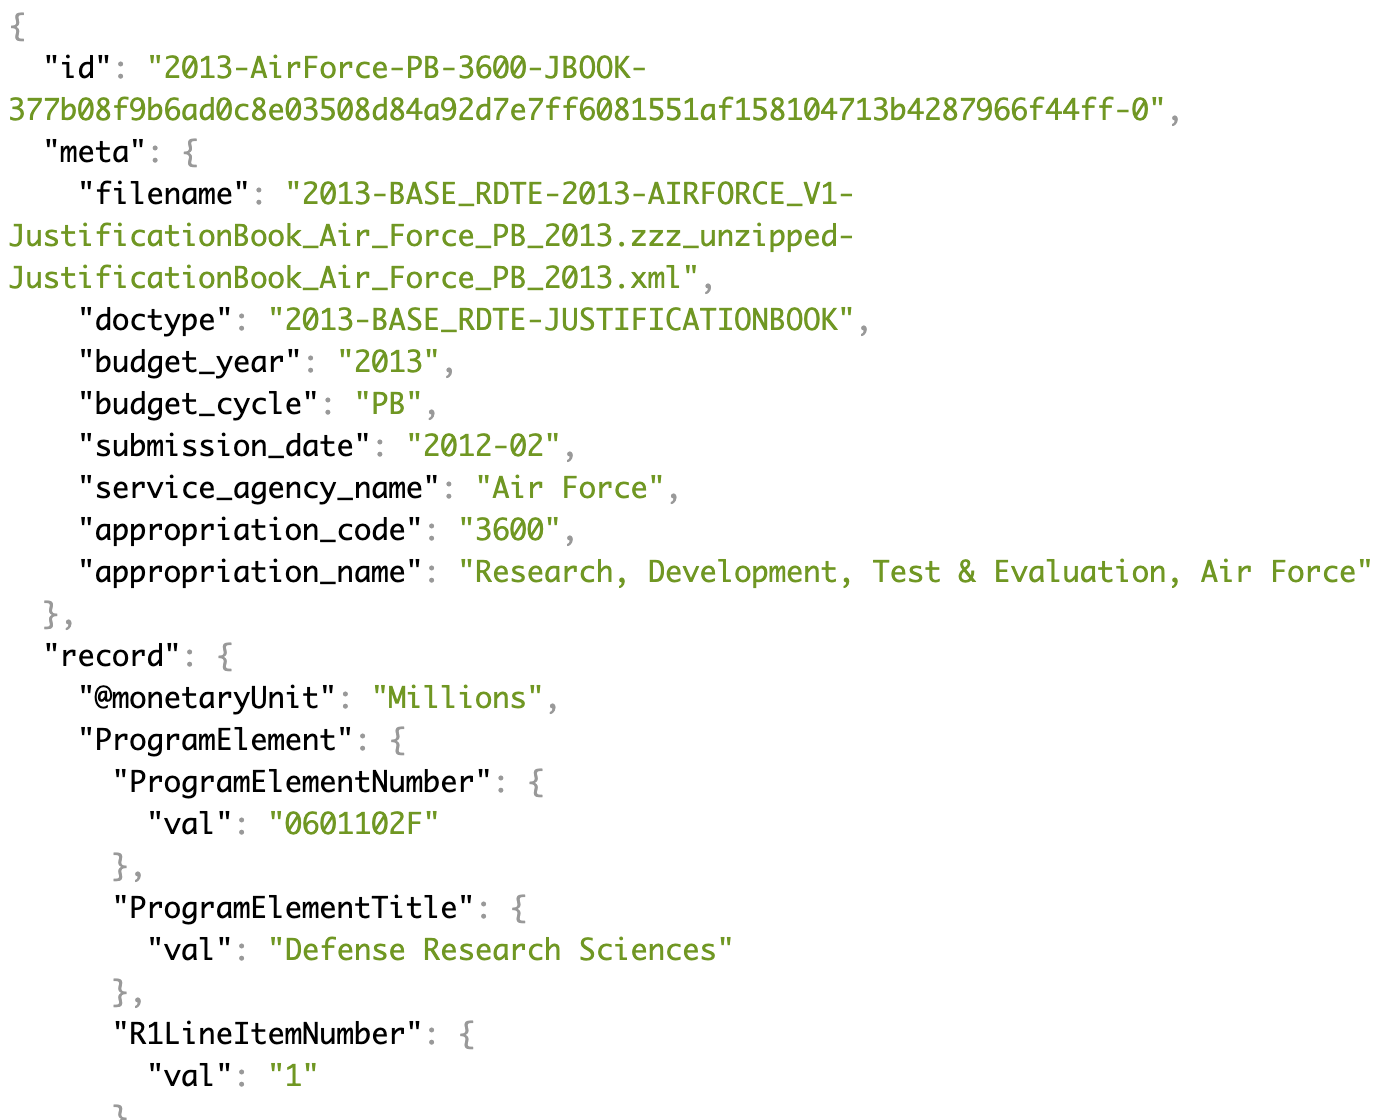 {
  "id": "2013-AirForce-PB-3600-JBOOK-
377b08f9b6ad0c8e03508d84a92d7e7ff6081551af158104713b4287966f44ff-0",
  "meta": {
    "filename": "2013-BASE_RDTE-2013-AIRFORCE_V1-
JustificationBook_Air_Force_PB_2013.zzz_unzipped-
JustificationBook_Air_Force_PB_2013.xml",
    "doctype": "2013-BASE_RDTE-JUSTIFICATIONBOOK",
    "budget_year": "2013",
    "budget_cycle": "PB",
    "submission_date": "2012-02",
    "service_agency_name": "Air Force",
    "appropriation_code": "3600",
    "appropriation_name": "Research, Development, Test & Evaluation, Air Force"
  },
  "record": {
    "@monetaryUnit": "Millions",
    "ProgramElement": {
      "ProgramElementNumber": {
        "val": "0601102F"
      },
      "ProgramElementTitle": {
        "val": "Defense Research Sciences"
      },
      "R1LineItemNumber": {
        "val": "1"
      }